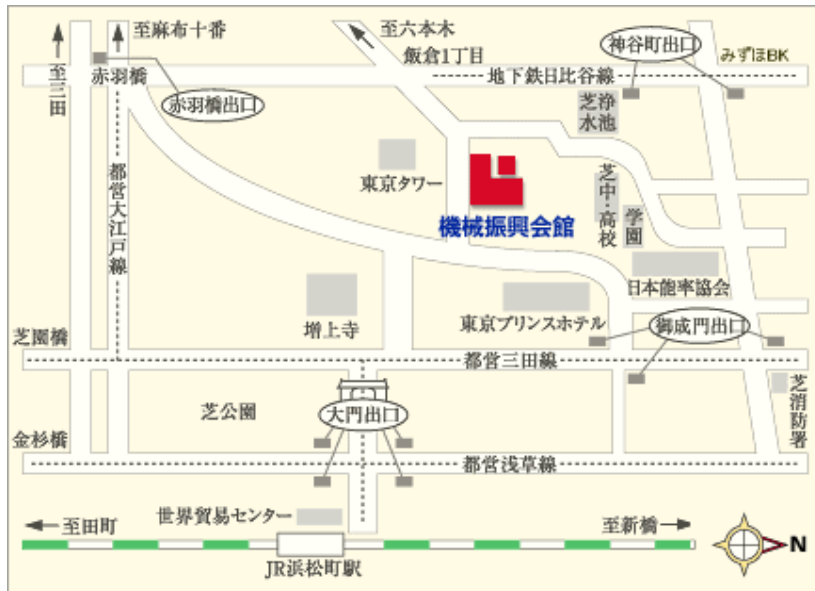 至麻布十番
至六本木
飯倉1丁目
神谷町出口
みずほBK
至三田
赤羽橋
地下鉄日比谷線
赤羽橋出口
芝浄
水池
東京タワー
芝中・高校
学園
機械振興会館
都営大江戸線
日本能率協会
増上寺
東京プリンスホテル
御成門出口
芝園橋
都営三田線
芝公園
大門出口
芝消防署
金杉橋
都営浅草線
世界貿易センター
至田町
至新橋
N
JR浜松町駅